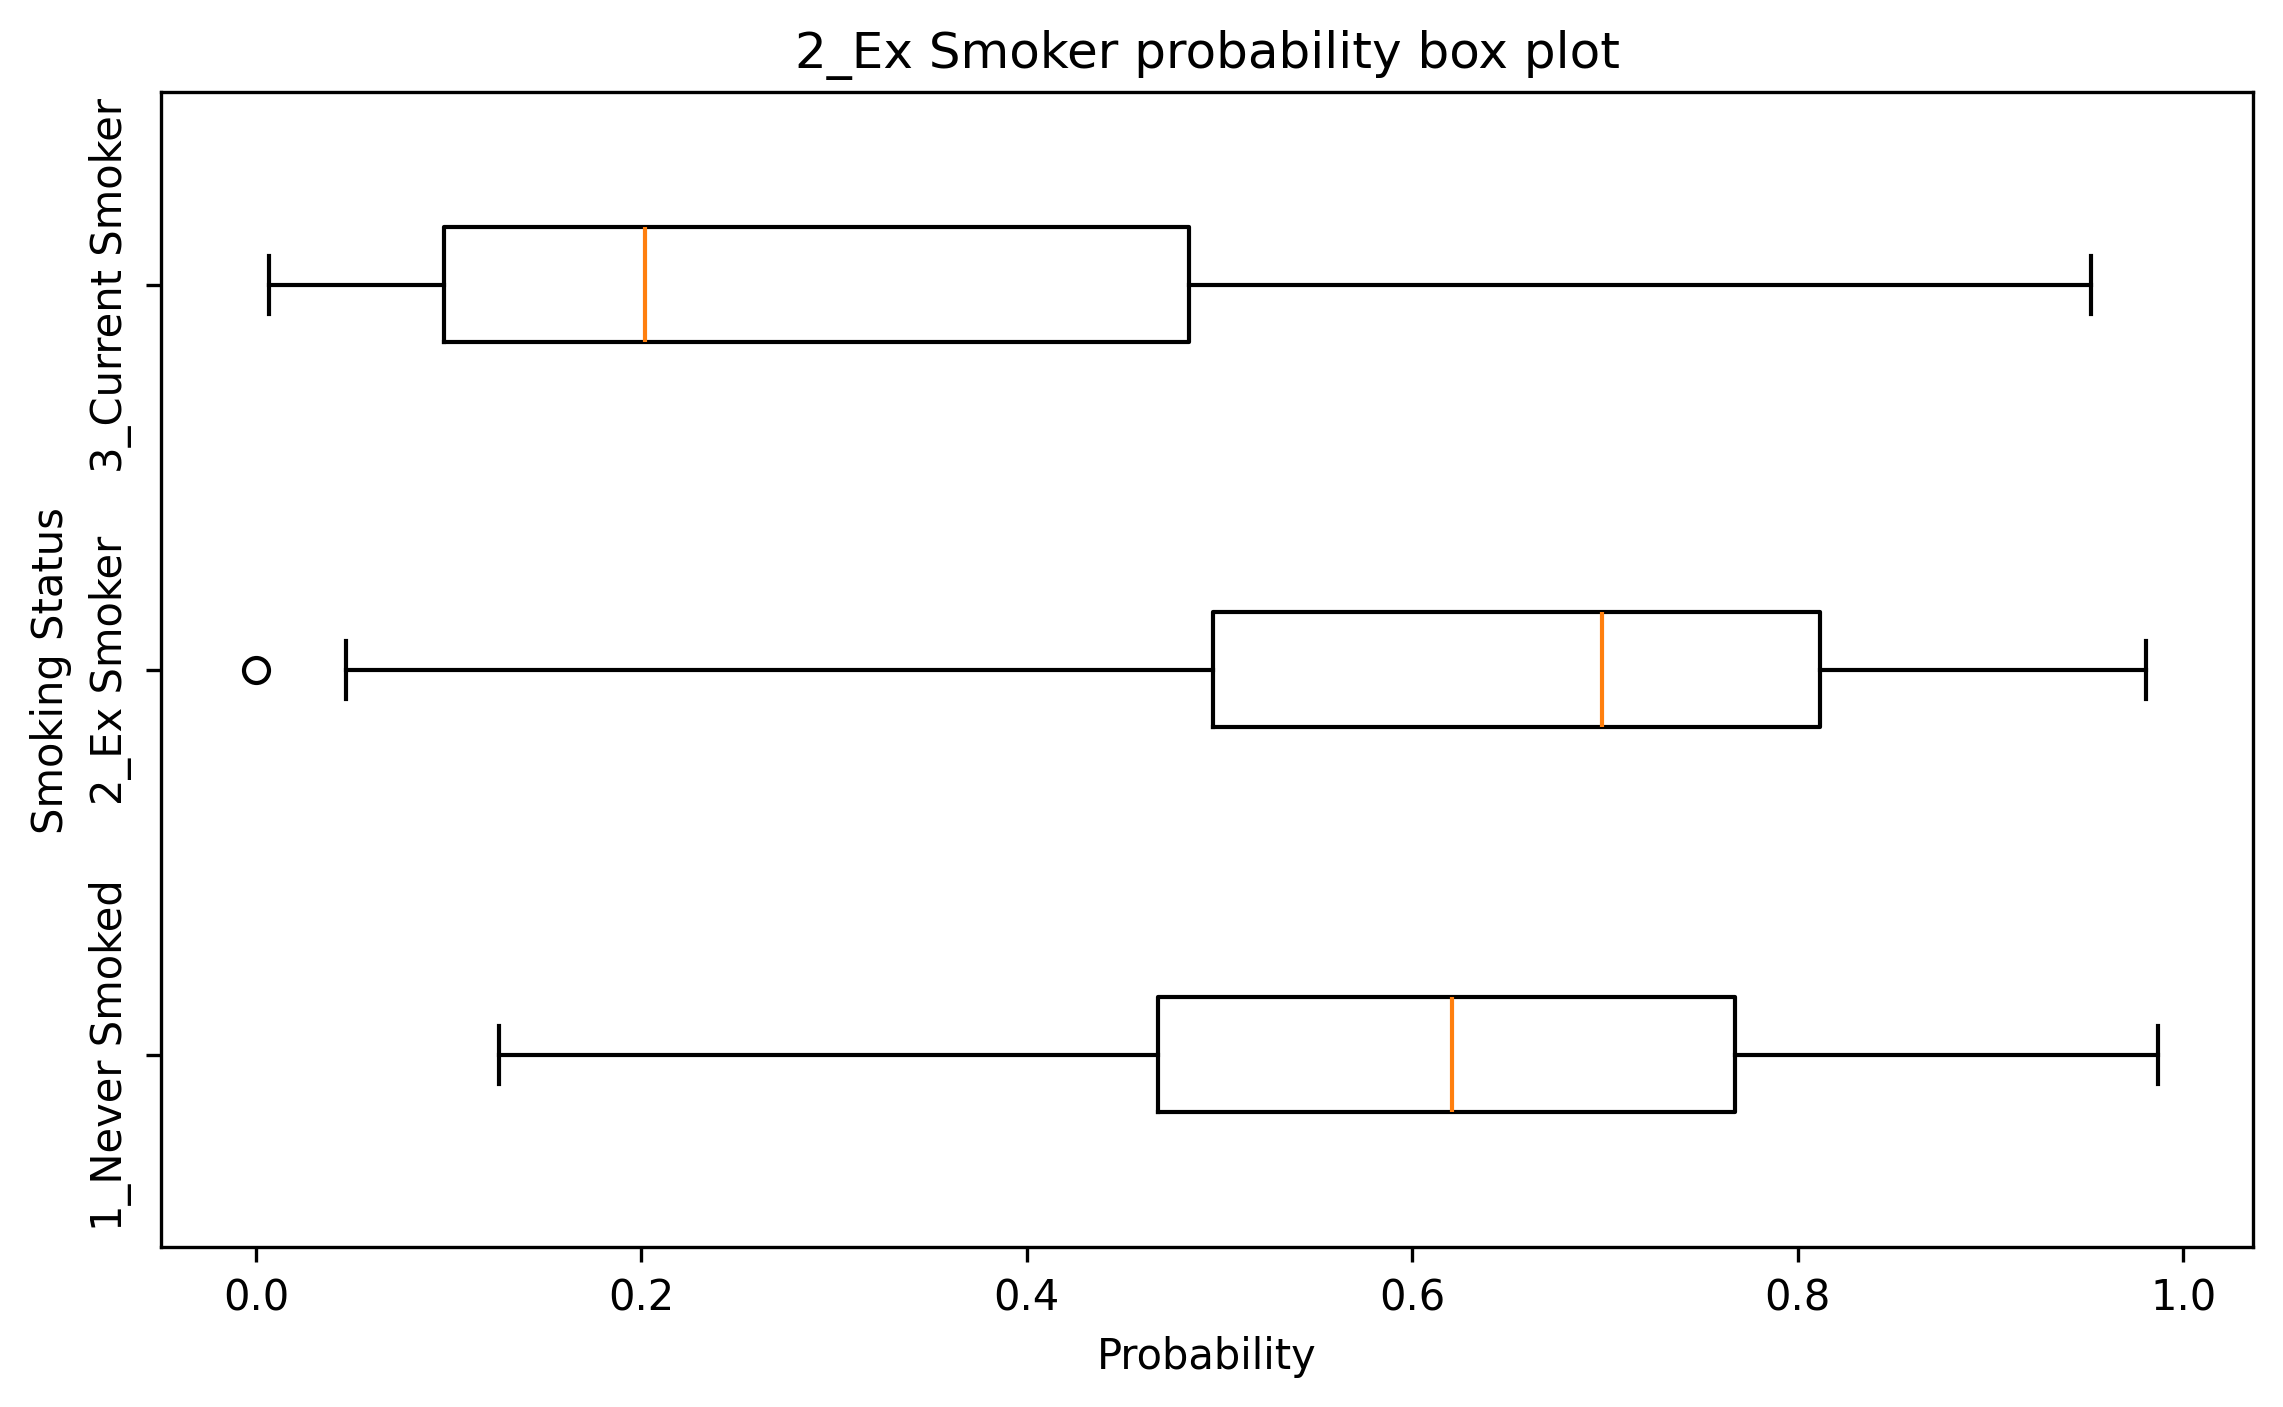 2_Ex Smoker probability box plot
Smoking Status
3_Current Smoker
2_Ex Smoker
1_Never Smoked
0.0 0.2 0.4 0.6 0.8 1.0
Probability